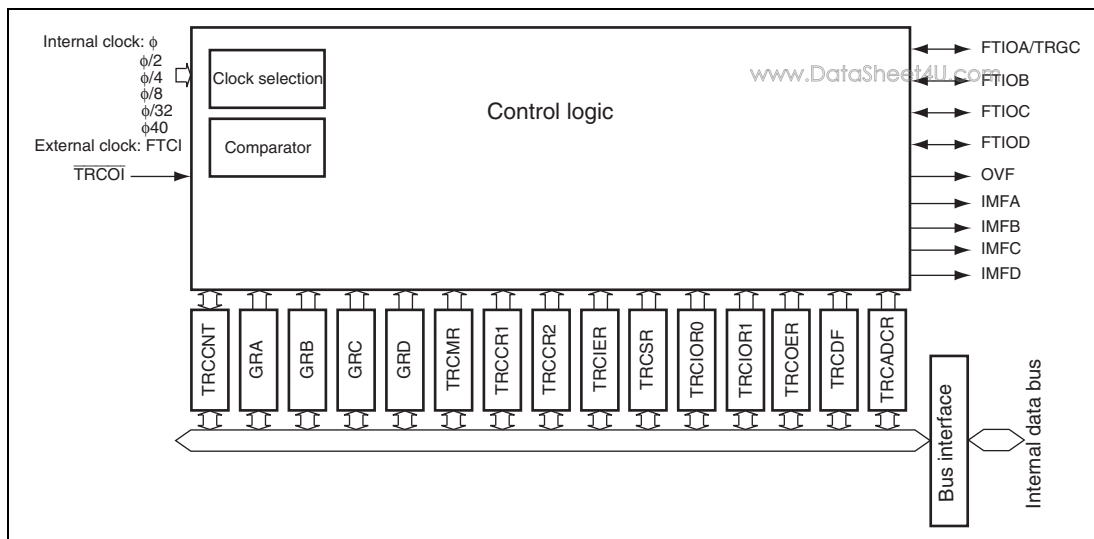 Internal clock: ϕ
ϕ/2
ϕ/4
ϕ/8
ϕ/32
ϕ40
External clock: FTCI
TRCOI
Clock selection
Comparator
Control logic
www.DataSheet4U.com
FTIOA/TRGC
FTIOB
FTIOC
FTIOD
OVF
IMFA
IMFB
IMFC
IMFD
TRCCNT
GRA
GRB
GRC
GRD
TRCMR
TRCCR1
TRCCR2
TRCIER
TRCSR
TRCIOR0
TRCIOR1
TRCOER
TRCDF
TRCADCR
Bus interface
Internal data bus